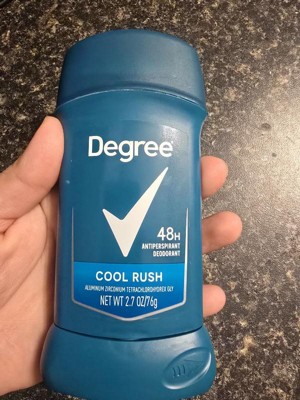 Degree
48H
ANTIPERSPIRANT
DEODORANT
COOL RUSH
ALUMINUM ZIRCONIUM TETRACHLOROHYDREX GLY
NET WT 2.7 OZ/76g